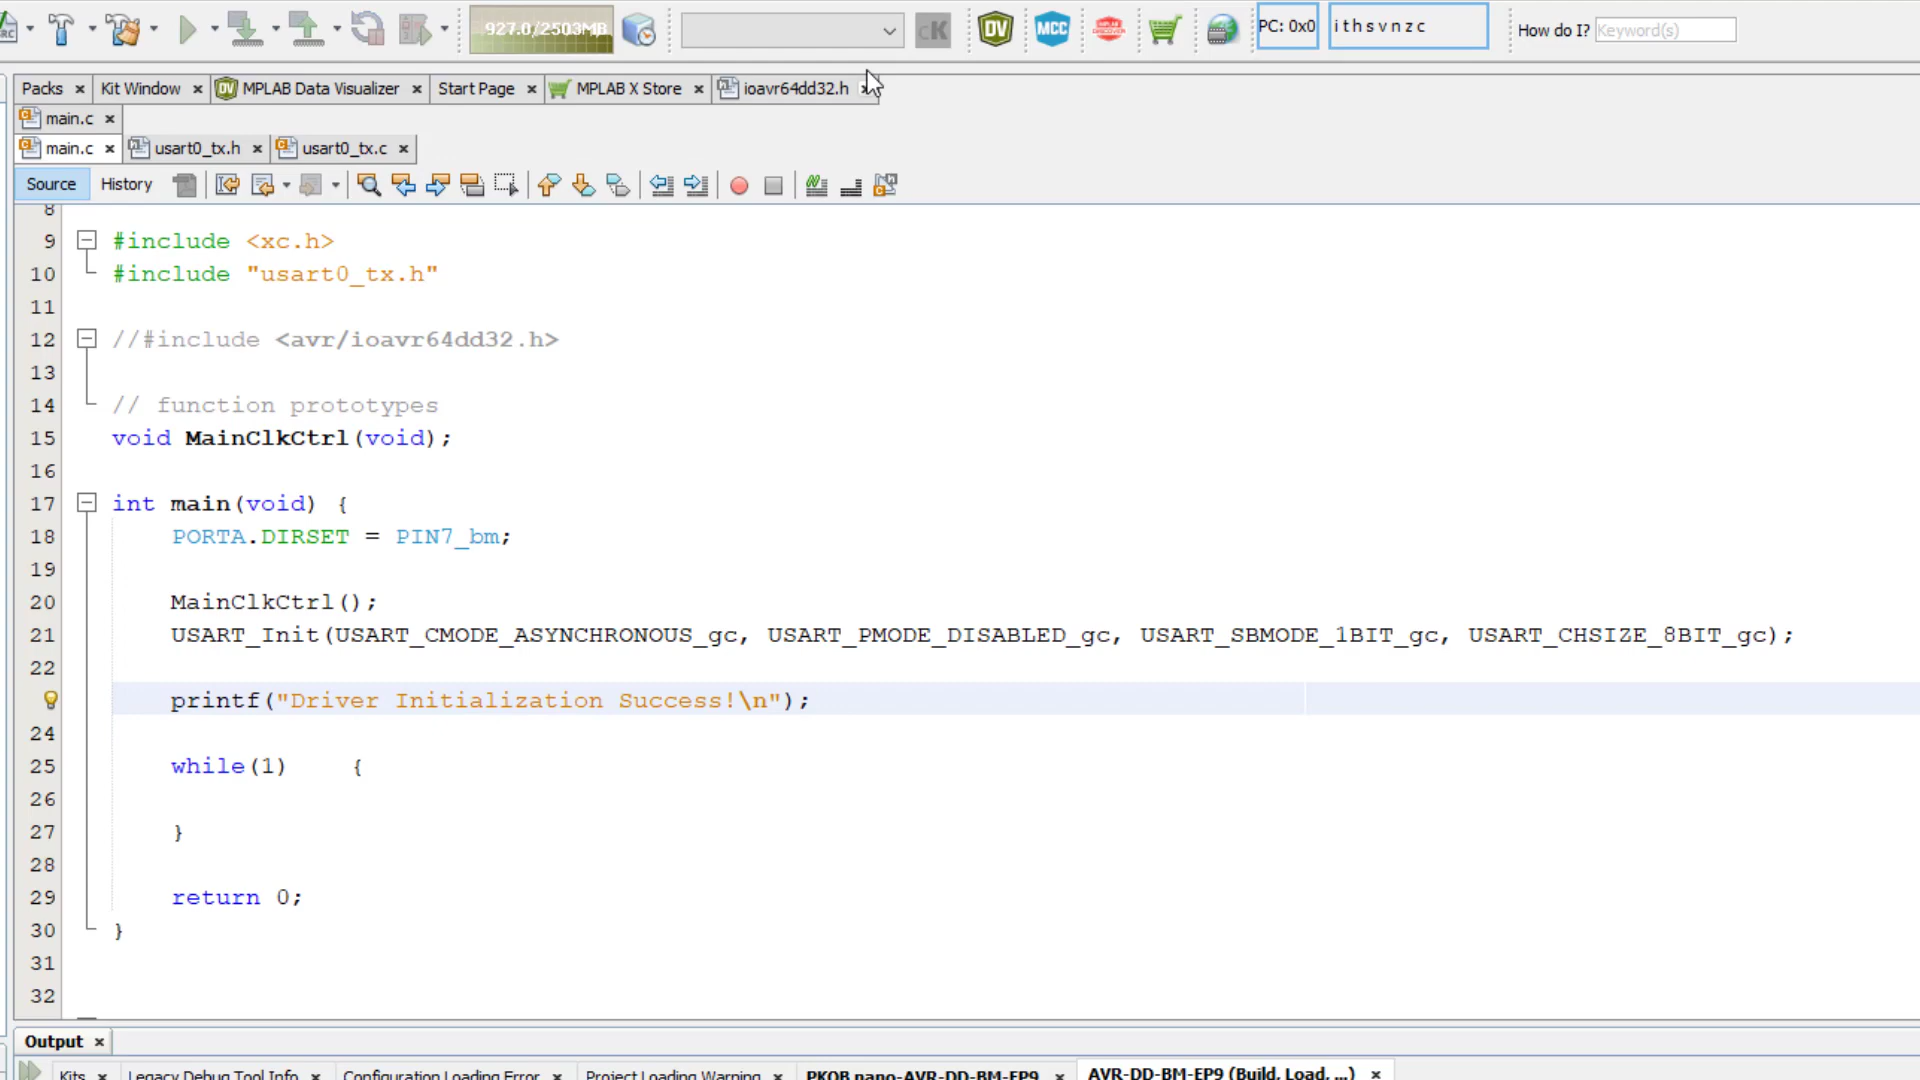 927.0/2503MB cK DV MCC PC: 0x0 i t h s v n z c How do I? Keyword(s)
Packs Kit Window DV MPLAB Data Visualizer Start Page MPLAB X Store ioavr64dd32.h
main.c
main.c usart0_tx.h usart0_tx.c
Source History
8
9 #include <xc.h>
10 #include "usart0_tx.h"
11
12 //#include <avr/ioavr64dd32.h>
13
14 // function prototypes
15 void MainClkCtrl(void);
16
17 int main(void) {
18 PORTA.DIRSET = PIN7_bm;
19
20 MainClkCtrl();
21 USART_Init(USART_CMODE_ASYNCHRONOUS_gc, USART_PMODE_DISABLED_gc, USART_SBMODE_1BIT_gc, USART_CHSIZE_8BIT_gc);
22
printf("Driver Initialization Success!\n");
24
25 while(1) {
26
27 }
28
29 return 0;
30 }
31
32
Output
Kits Legacy Debug Tool Info Configuration Loading Error Project Loading Warning PKOB nano-AVR-DD-BM-EP9 AVR-DD-BM-EP9 (Build, Load, ...)